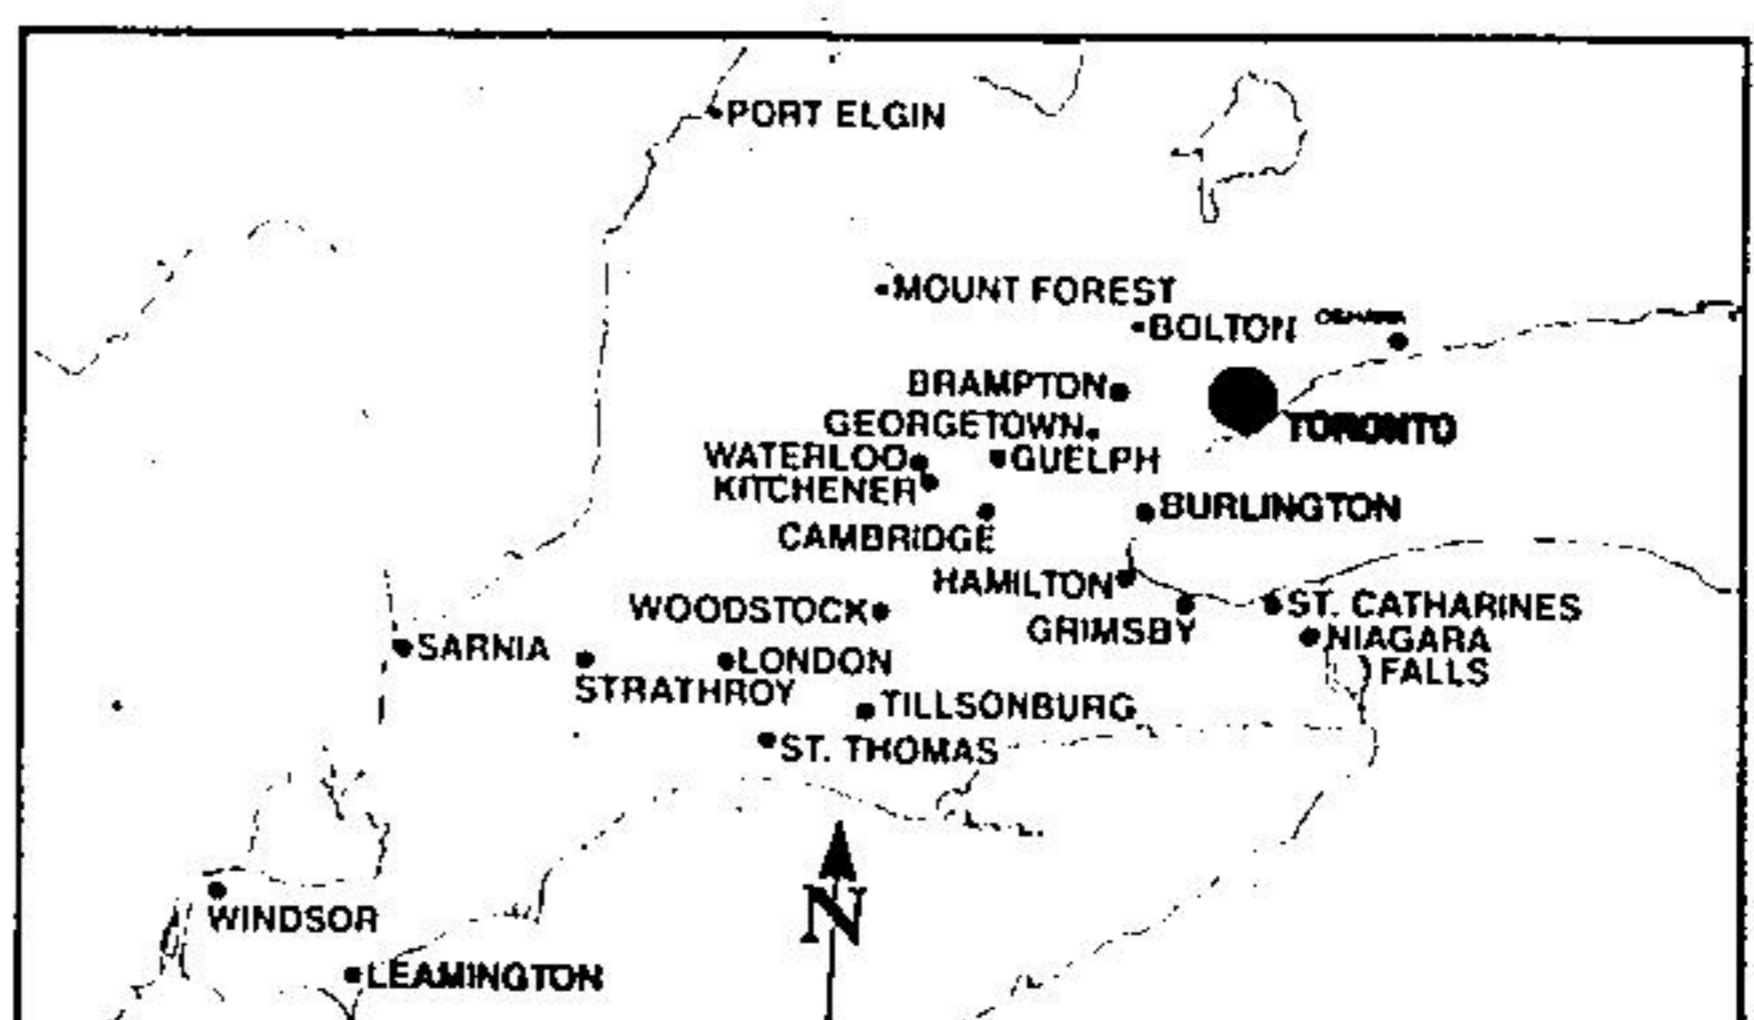 PORT ELGIN
MOUNT FOREST
BOLTON
BRAMPTON
TORONTO
GEORGETOWN
WATERLOO
GUELPH
KITCHENER
BURLINGTON
CAMBRIDGE
HAMILTON
WOODSTOCK
ST. CATHARINES
GRIMSBY
NIAGARA
FALLS
SARNIA
LONDON
STRATHROY
TILLSONBURG
ST. THOMAS
N
WINDSOR
LEAMINGTON